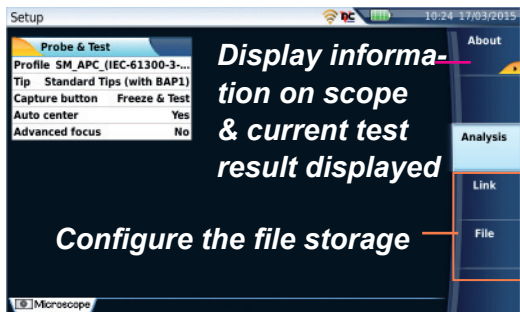 Setup
10:24 17/03/2015
Probe & Test
Profile SM_APC_(IEC-61300-3-...
Tip Standard Tips (with BAP1)
Capture button Freeze & Test
Auto center Yes
Advanced focus No
Display informa-
tion on scope
& current test
result displayed
Configure the file storage
About
Analysis
Link
File
Microscope